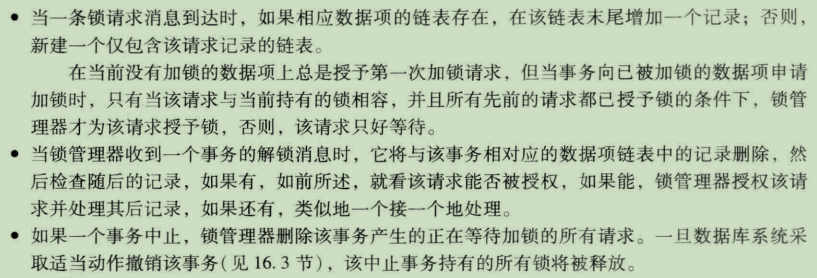 • 当一条锁请求消息到达时，如果相应数据项的链表存在，在该链表末尾增加一个记录；否则，
新建一个仅包含该请求记录的链表。
在当前没有加锁的数据项上总是授予第一次加锁请求，但当事务向已被加锁的数据项申请
加锁时，只有当该请求与当前持有的锁相容，并且所有先前的请求都已授予锁的条件下，锁管
理器才为该请求授予锁，否则，该请求只好等待。
• 当锁管理器收到一个事务的解锁消息时，它将与该事务相对应的数据项链表中的记录删除，然
后检查随后的记录，如果有，如前所述，就看该请求能否被授权，如果能，锁管理器授权该请
求并处理其后记录，如果还有，类似地一个接一个地处理。
• 如果一个事务中止，锁管理器删除该事务产生的正在等待加锁的所有请求。一旦数据库系统采
取适当动作撤销该事务(见 16.3 节)，该中止事务持有的所有锁将被释放。